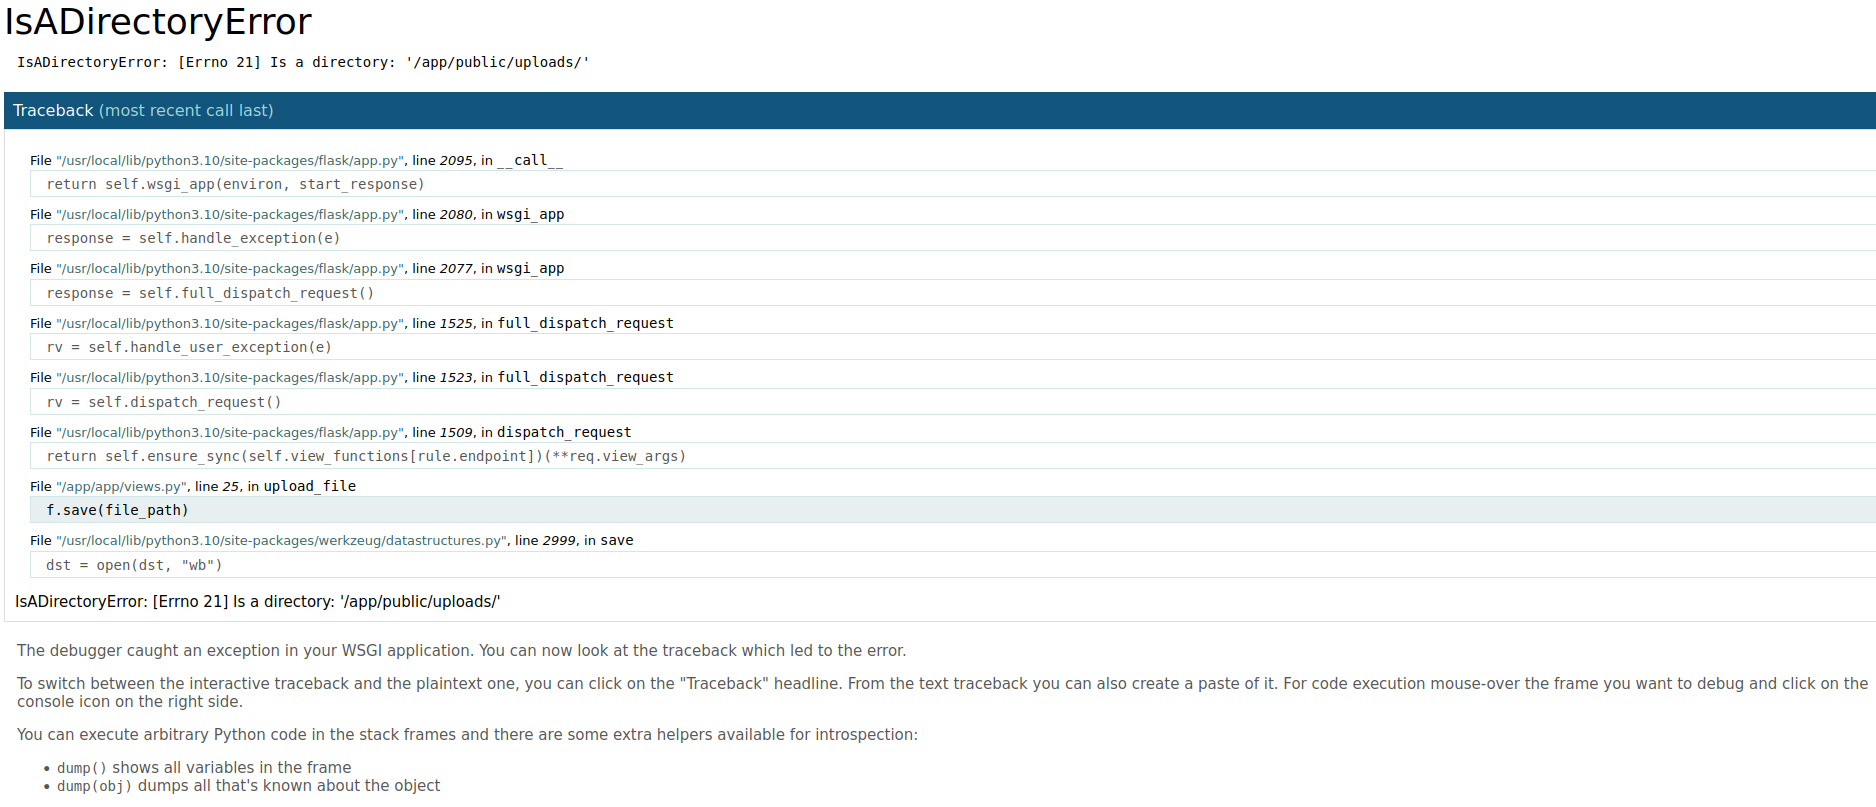 IsADirectoryError
IsADirectoryError: [Errno 21] Is a directory: '/app/public/uploads/'
Traceback (most recent call last)
File "/usr/local/lib/python3.10/site-packages/flask/app.py", line 2095, in __call__
return self.wsgi_app(environ, start_response)
File "/usr/local/lib/python3.10/site-packages/flask/app.py", line 2080, in wsgi_app
response = self.handle_exception(e)
File "/usr/local/lib/python3.10/site-packages/flask/app.py", line 2077, in wsgi_app
response = self.full_dispatch_request()
File "/usr/local/lib/python3.10/site-packages/flask/app.py", line 1525, in full_dispatch_request
rv = self.handle_user_exception(e)
File "/usr/local/lib/python3.10/site-packages/flask/app.py", line 1523, in full_dispatch_request
rv = self.dispatch_request()
File "/usr/local/lib/python3.10/site-packages/flask/app.py", line 1509, in dispatch_request
return self.ensure_sync(self.view_functions[rule.endpoint])(**req.view_args)
File "/app/app/views.py", line 25, in upload_file
f.save(file_path)
File "/usr/local/lib/python3.10/site-packages/werkzeug/datastructures.py", line 2999, in save
dst = open(dst, "wb")
IsADirectoryError: [Errno 21] Is a directory: '/app/public/uploads/'
The debugger caught an exception in your WSGI application. You can now look at the traceback which led to the error.
To switch between the interactive traceback and the plaintext one, you can click on the "Traceback" headline. From the text traceback you can also create a paste of it. For code execution mouse-over the frame you want to debug and click on the
console icon on the right side.
You can execute arbitrary Python code in the stack frames and there are some extra helpers available for introspection:
• dump() shows all variables in the frame
• dump(obj) dumps all that's known about the object